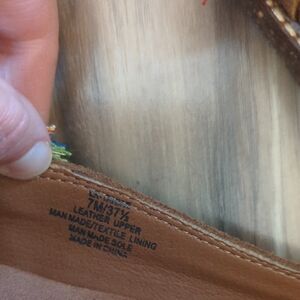 7M/37½
LEATHER UPPER
MAN MADE/TEXTILE LINING
MAN MADE SOLE
MADE IN CHINA